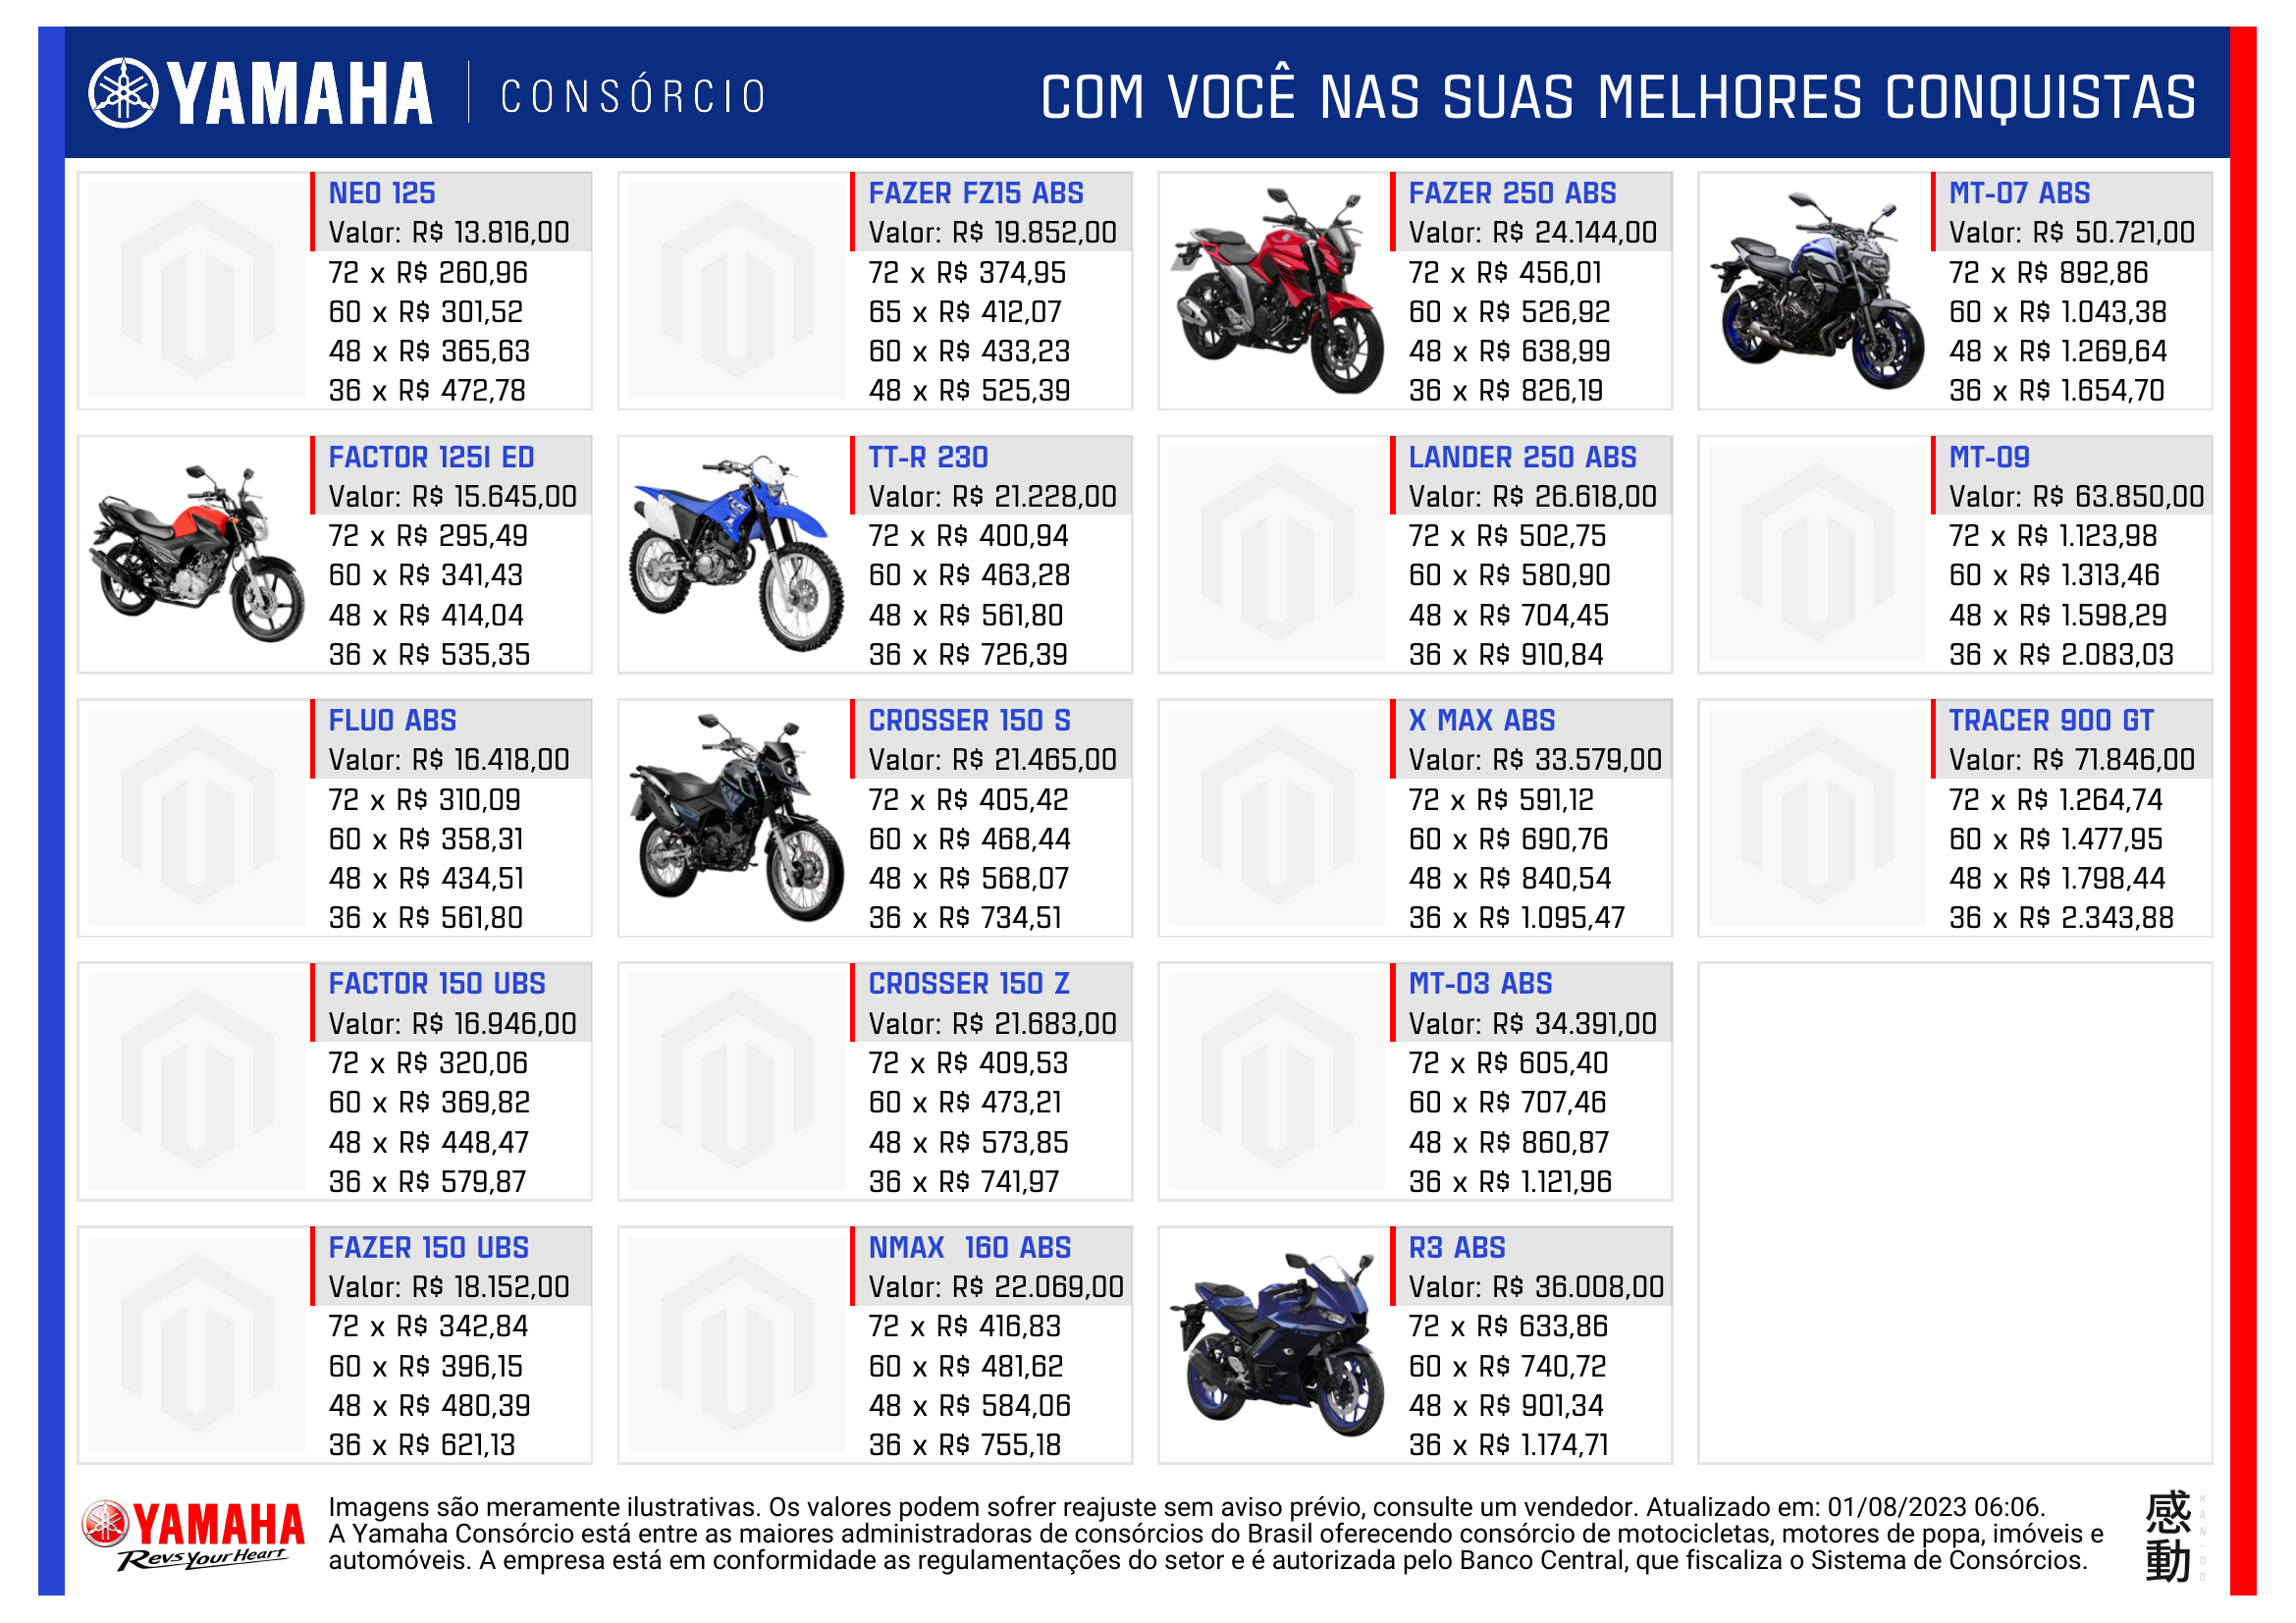 YAMAHA CONSÓRCIO
COM VOCÊ NAS SUAS MELHORES CONQUISTAS
NEO 125
Valor: R$ 13.816,00
72 x R$ 260,96
60 x R$ 301,52
48 x R$ 365,63
36 x R$ 472,78
FAZER FZ15 ABS
Valor: R$ 19.852,00
72 x R$ 374,95
65 x R$ 412,07
60 x R$ 433,23
48 x R$ 525,39
FAZER 250 ABS
Valor: R$ 24.144,00
72 x R$ 456,01
60 x R$ 526,92
48 x R$ 638,99
36 x R$ 826,19
MT-07 ABS
Valor: R$ 50.721,00
72 x R$ 892,86
60 x R$ 1.043,38
48 x R$ 1.269,64
36 x R$ 1.654,70
FACTOR 125I ED
Valor: R$ 15.645,00
72 x R$ 295,49
60 x R$ 341,43
48 x R$ 414,04
36 x R$ 535,35
TT-R 230
Valor: R$ 21.228,00
72 x R$ 400,94
60 x R$ 463,28
48 x R$ 561,80
36 x R$ 726,39
LANDER 250 ABS
Valor: R$ 26.618,00
72 x R$ 502,75
60 x R$ 580,90
48 x R$ 704,45
36 x R$ 910,84
MT-09
Valor: R$ 63.850,00
72 x R$ 1.123,98
60 x R$ 1.313,46
48 x R$ 1.598,29
36 x R$ 2.083,03
FLUO ABS
Valor: R$ 16.418,00
72 x R$ 310,09
60 x R$ 358,31
48 x R$ 434,51
36 x R$ 561,80
CROSSER 150 S
Valor: R$ 21.465,00
72 x R$ 405,42
60 x R$ 468,44
48 x R$ 568,07
36 x R$ 734,51
X MAX ABS
Valor: R$ 33.579,00
72 x R$ 591,12
60 x R$ 690,76
48 x R$ 840,54
36 x R$ 1.095,47
TRACER 900 GT
Valor: R$ 71.846,00
72 x R$ 1.264,74
60 x R$ 1.477,95
48 x R$ 1.798,44
36 x R$ 2.343,88
FACTOR 150 UBS
Valor: R$ 16.946,00
72 x R$ 320,06
60 x R$ 369,82
48 x R$ 448,47
36 x R$ 579,87
CROSSER 150 Z
Valor: R$ 21.683,00
72 x R$ 409,53
60 x R$ 473,21
48 x R$ 573,85
36 x R$ 741,97
MT-03 ABS
Valor: R$ 34.391,00
72 x R$ 605,40
60 x R$ 707,46
48 x R$ 860,87
36 x R$ 1.121,96
FAZER 150 UBS
Valor: R$ 18.152,00
72 x R$ 342,84
60 x R$ 396,15
48 x R$ 480,39
36 x R$ 621,13
NMAX 160 ABS
Valor: R$ 22.069,00
72 x R$ 416,83
60 x R$ 481,62
48 x R$ 584,06
36 x R$ 755,18
R3 ABS
Valor: R$ 36.008,00
72 x R$ 633,86
60 x R$ 740,72
48 x R$ 901,34
36 x R$ 1.174,71
YAMAHA
Revs Your Heart
Imagens são meramente ilustrativas. Os valores podem sofrer reajuste sem aviso prévio, consulte um vendedor. Atualizado em: 01/08/2023 06:06.
A Yamaha Consórcio está entre as maiores administradoras de consórcios do Brasil oferecendo consórcio de motocicletas, motores de popa, imóveis e
automóveis. A empresa está em conformidade as regulamentações do setor e é autorizada pelo Banco Central, que fiscaliza o Sistema de Consórcios.
感動
KAN-DO